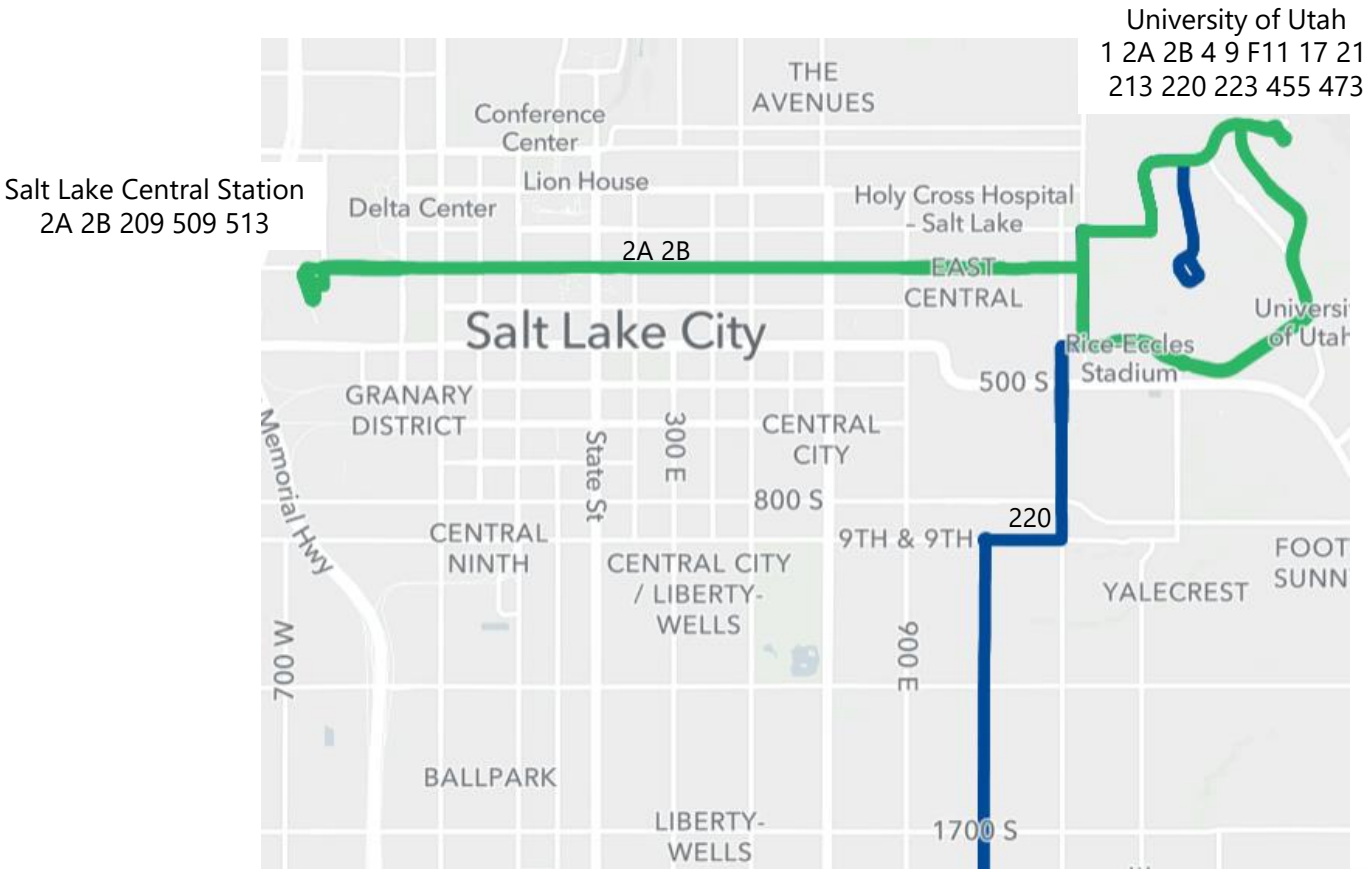 University of Utah
1 2A 2B 4 9 F11 17 21
213 220 223 455 473
THE
AVENUES
Conference
Center
Salt Lake Central Station
2A 2B 209 509 513
Lion House
Delta Center
Holy Cross Hospital
- Salt Lake
2A 2B
EAST
CENTRAL
Universi
of Utah
Salt Lake City
Rice-Eccles
Stadium
500 S
GRANARY
DISTRICT
Memorial Hwy
State St
300 E
CENTRAL
CITY
800 S
220
CENTRAL
NINTH
9TH & 9TH
CENTRAL CITY
/ LIBERTY-
WELLS
FOOT
SUNN
YALECREST
700 W
900 E
BALLPARK
LIBERTY-
WELLS
1700 S